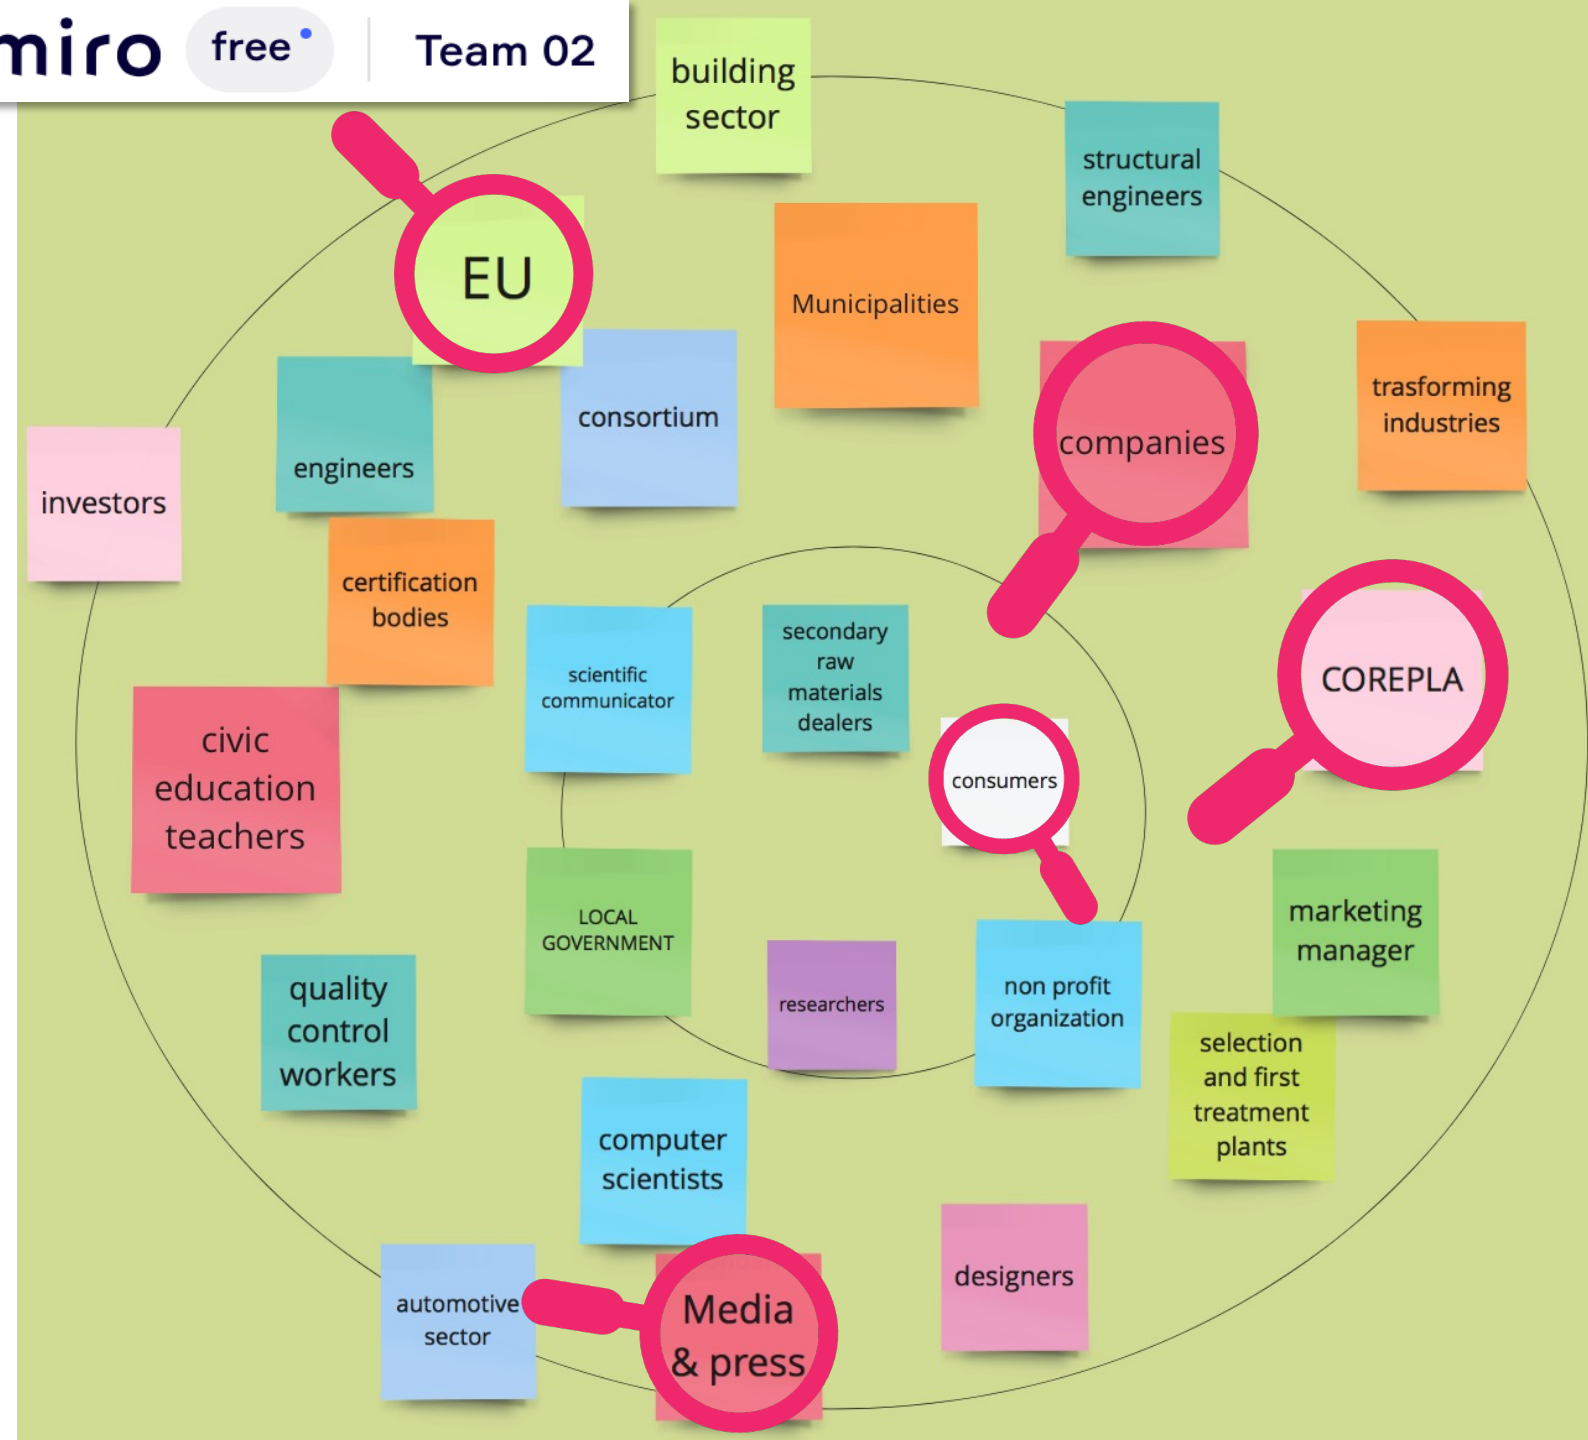 miro free Team 02
building
sector
structural
engineers
EU
Municipalities
trasforming
industries
consortium
companies
engineers
investors
certification
bodies
scientific
communicator
secondary
raw
materials
dealers
COREPLA
civic
education
teachers
consumers
LOCAL
GOVERNMENT
marketing
manager
quality
control
workers
researchers
non profit
organization
selection
and first
treatment
plants
computer
scientists
designers
automotive
sector
Media
& press